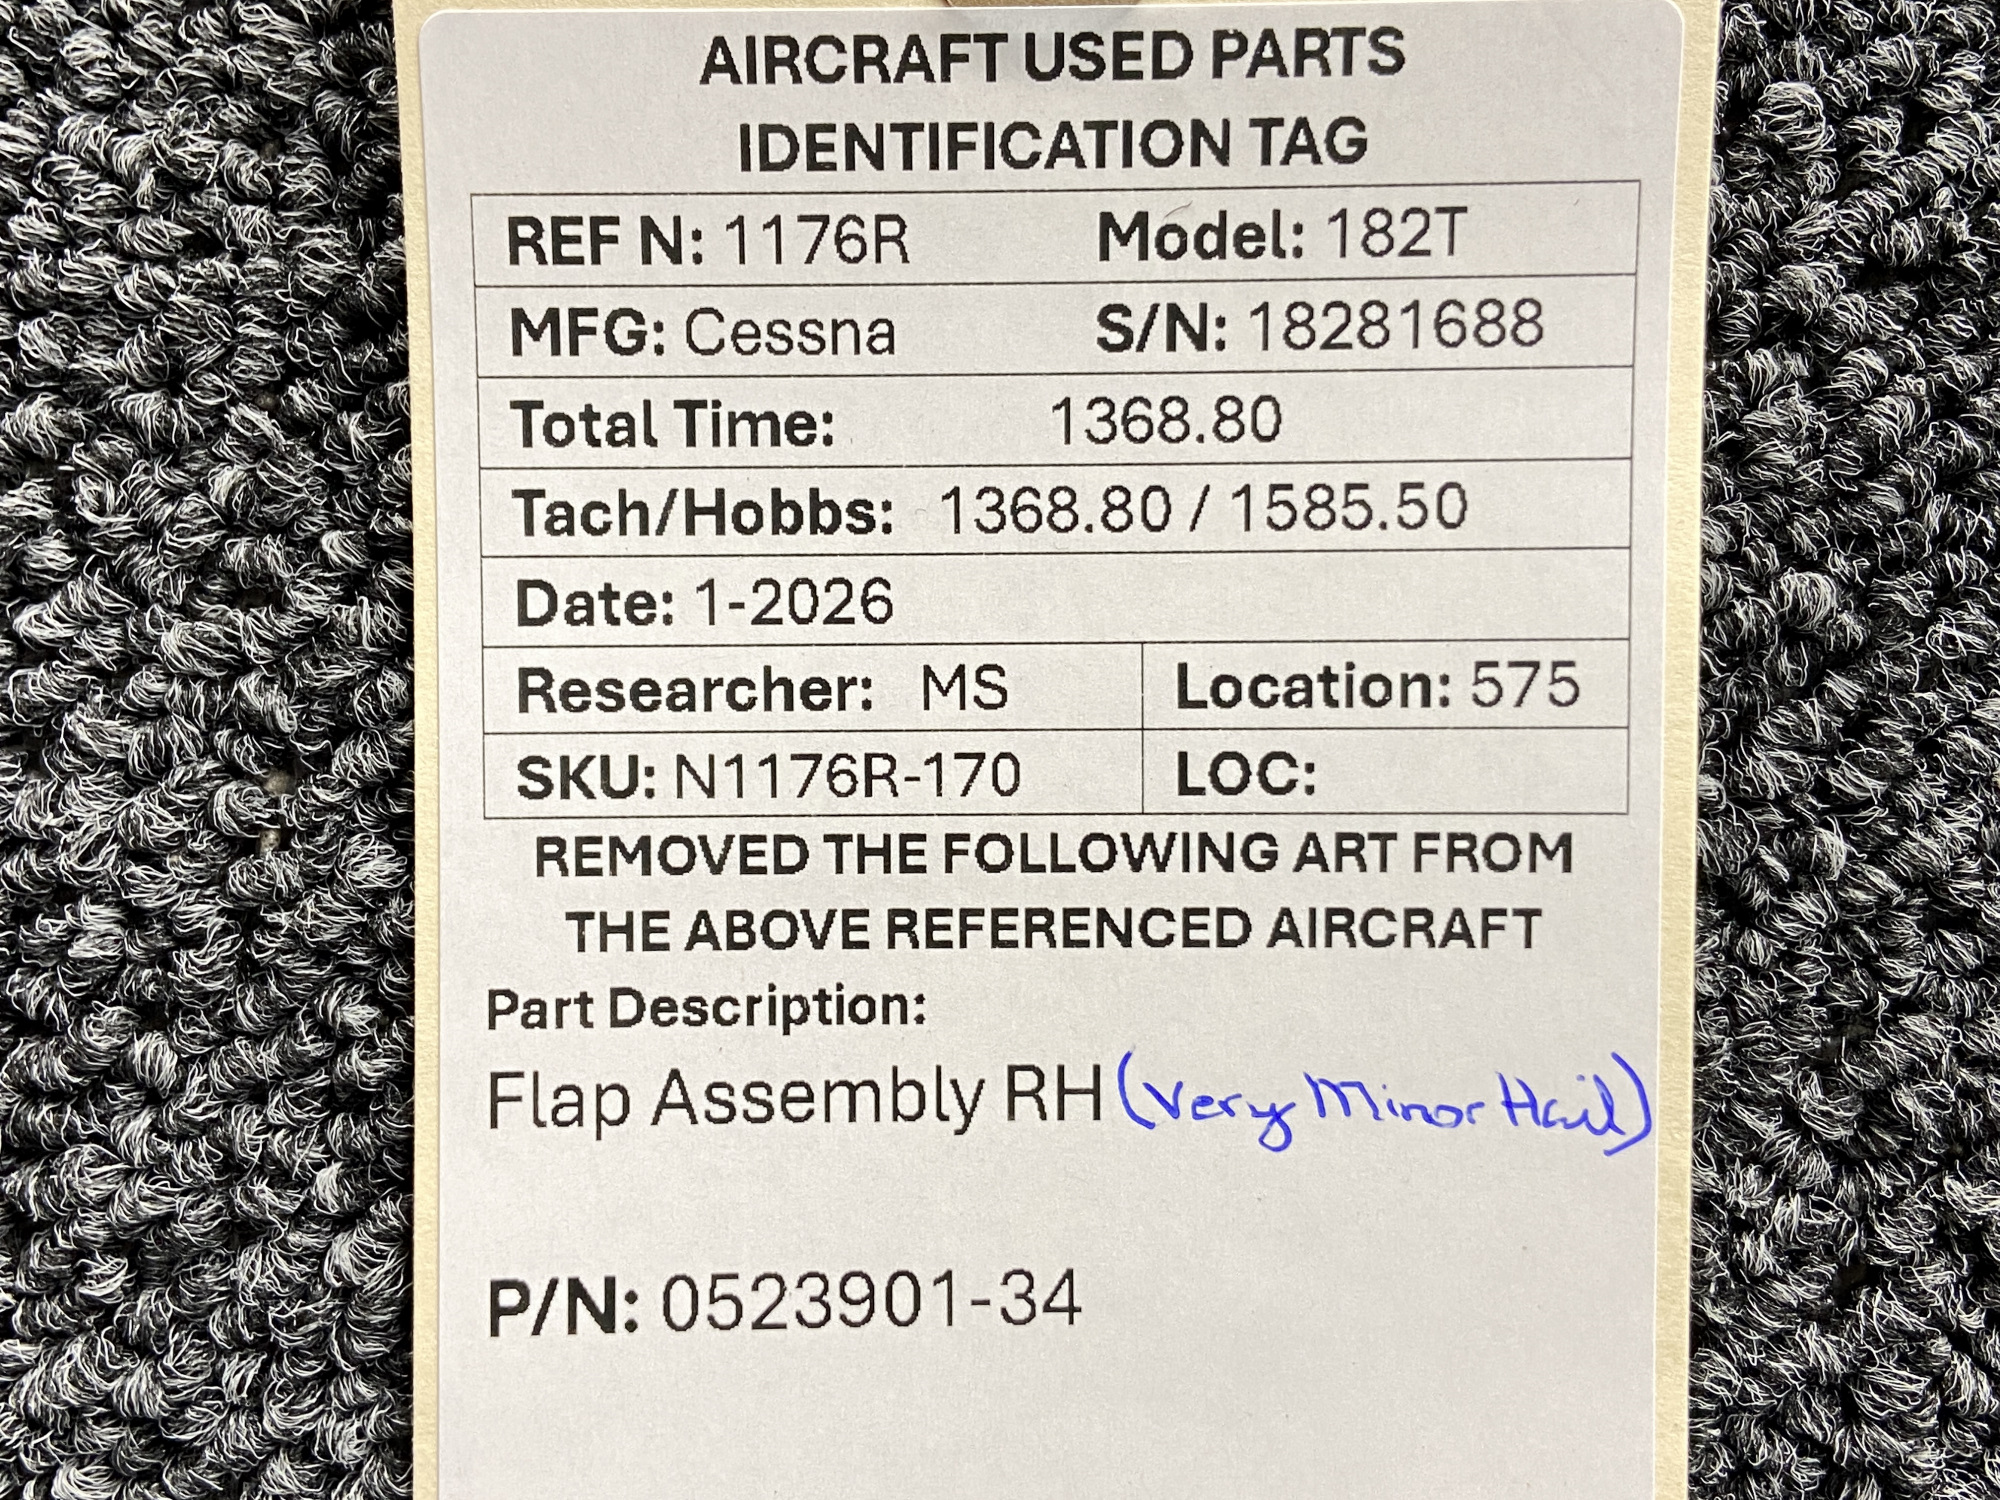 AIRCRAFT USED PARTS
IDENTIFICATION TAG
REF N: 1176R Model: 182T
MFG: Cessna S/N: 18281688
Total Time: 1368.80
Tach/Hobbs: 1368.80 / 1585.50
Date: 1-2026
Researcher: MS Location: 575
SKU: N1176R-170 LOC:
REMOVED THE FOLLOWING ART FROM
THE ABOVE REFERENCED AIRCRAFT
Part Description:
Flap Assembly RH (Very Minor Hail)
P/N: 0523901-34